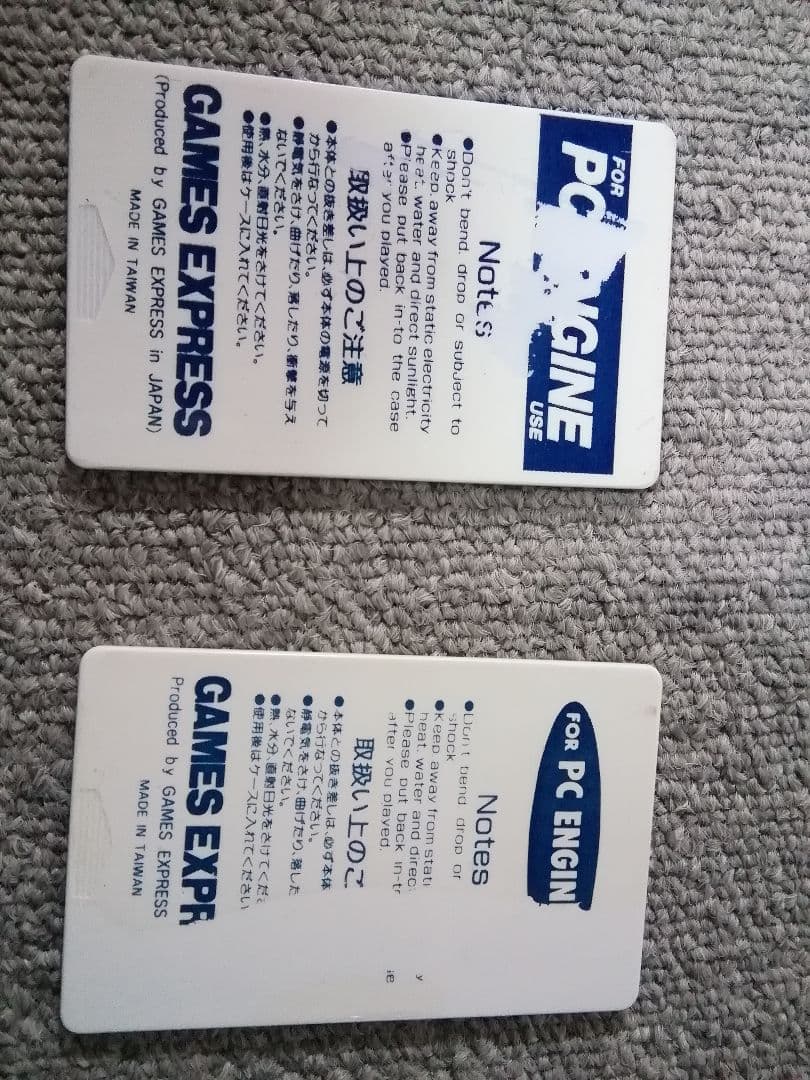 FOR
PC NGINE
USE
Notes
●Don't bend, drop or subject to
shock
●Keep away from static electricity
heat, water and direct sunlight.
●Please put back in-to the case
after you played.
取扱い上のご注意
●本体との抜き差しは、必ず本体の電源を切って
から行なってください。
●静電気をさけ、曲げたり、落したり、衝撃を与え
ないでください。
●熱、水分、直射日光をさけてください。
●使用後はケースに入れてください。
GAMES EXPRESS
(Produced by GAMES EXPRESS in JAPAN)
MADE IN TAIWAN
FOR PC ENGIN
Notes
●Don't bend, drop or
shock
●Keep away from stati
heat, water and direc
●Please put back in-t
after you played.
y
取扱い上のご
●本体との抜き差しは、必ず本体
から行なってください。
●静電気をさけ、曲げたり、落した
ないでください。
●熱、水分、直射日光をさけてくだ
●使用後はケースに入れてください
GAMES EXPR
Produced by GAMES EXPRESS
MADE IN TAIWAN